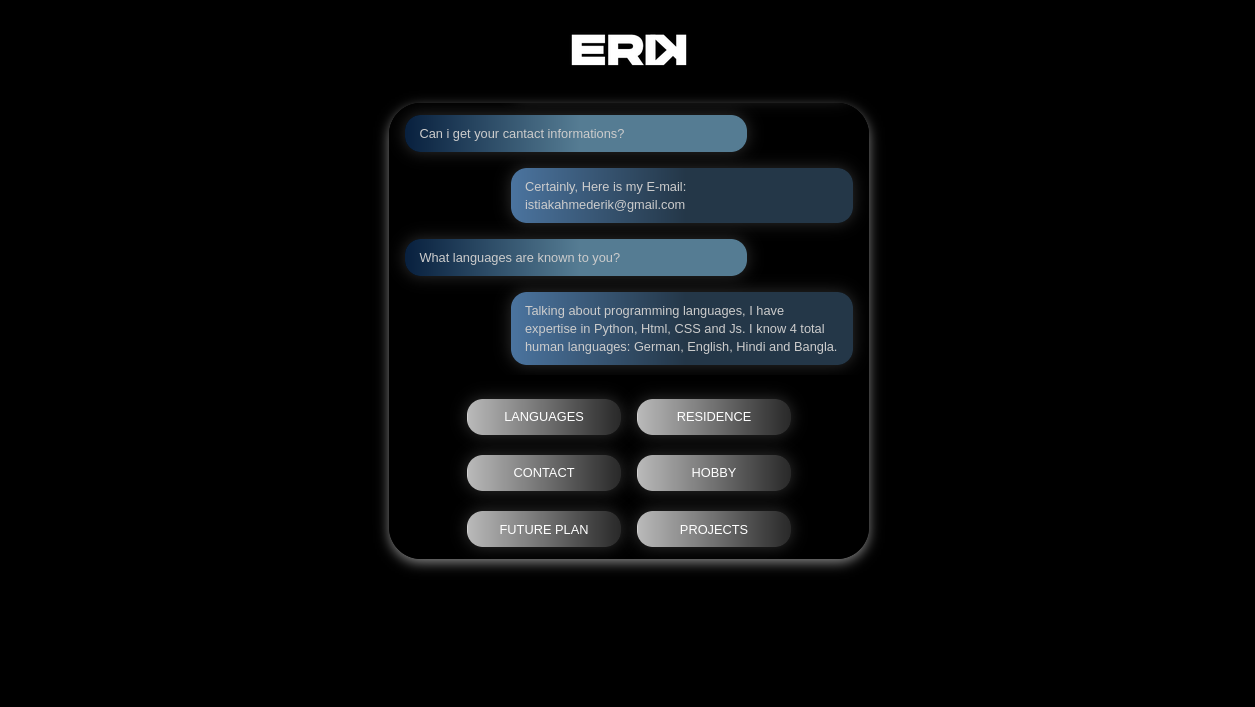 ERIK
Can i get your cantact informations?
Certainly, Here is my E-mail:
istiakahmederik@gmail.com
What languages are known to you?
Talking about programming languages, I have
expertise in Python, Html, CSS and Js. I know 4 total
human languages: German, English, Hindi and Bangla.
LANGUAGES RESIDENCE
CONTACT HOBBY
FUTURE PLAN PROJECTS